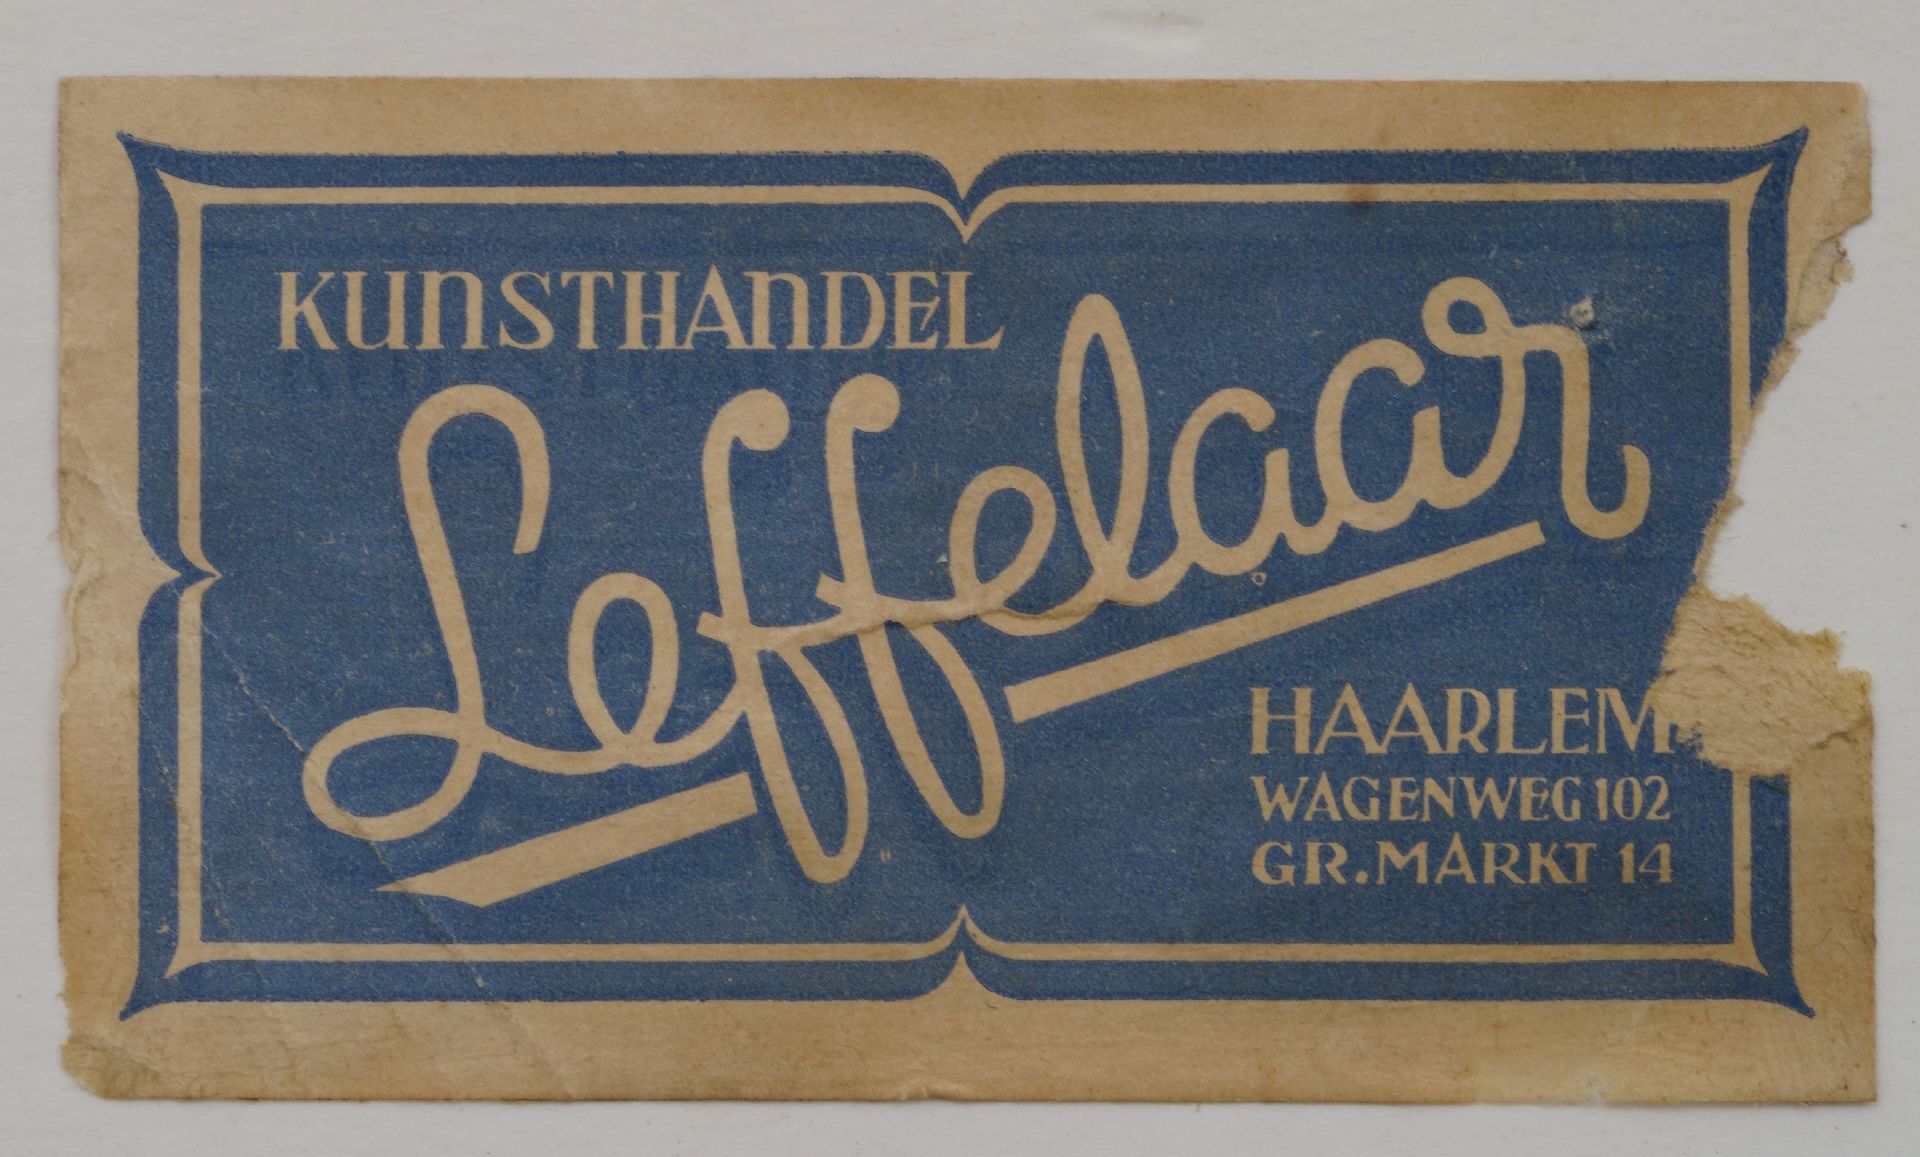 KUNSTHANDEL
Leffelaar
HAARLEM
WAGENWEG 102
GR. MARKT 14